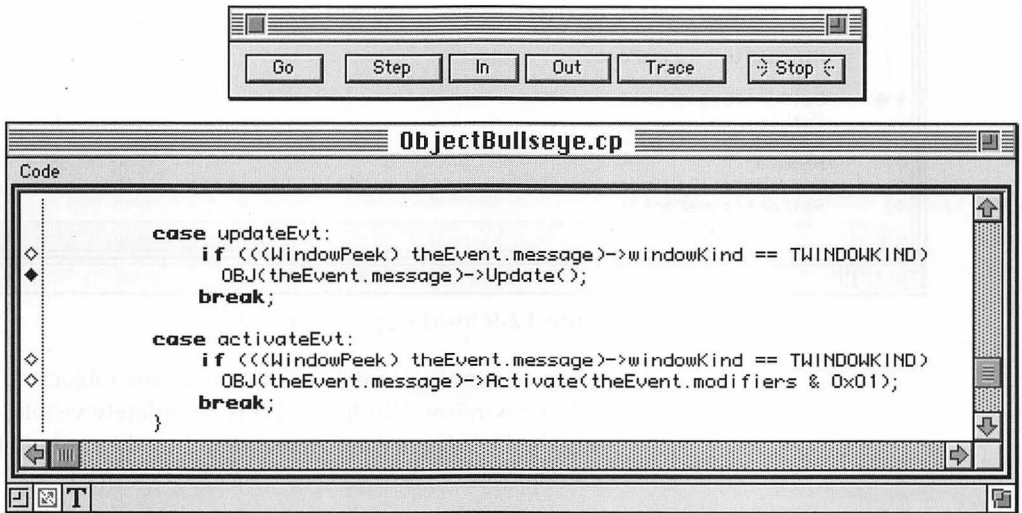 Go Step In Out Trace Stop
ObjectBullseye.cp
Code
case updateEvt:
if (((WindowPeek) theEvent.message)->windowKind == TWINDOWKIND)
OBJ(theEvent.message)->Update();
break;
case activateEvt:
if (((WindowPeek) theEvent.message)->windowKind == TWINDOWKIND)
OBJ(theEvent.message)->Activate(theEvent.modifiers & 0x01);
break;
}
T